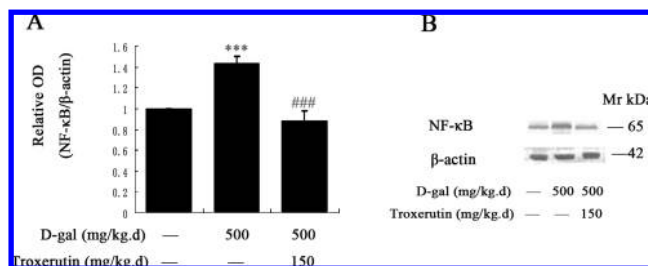 A
Relative OD
(NF-κB/β-actin)
1.6
1.4
1.2
1
0.8
0.6
0.4
0.2
0
***
###
D-gal (mg/kg.d) — 500 500
Troxerutin (mg/kg.d) — — 150
B
Mr kDa
NF-κB — 65
β-actin — 42
D-gal (mg/kg.d) — 500 500
Troxerutin (mg/kg.d) — — 150